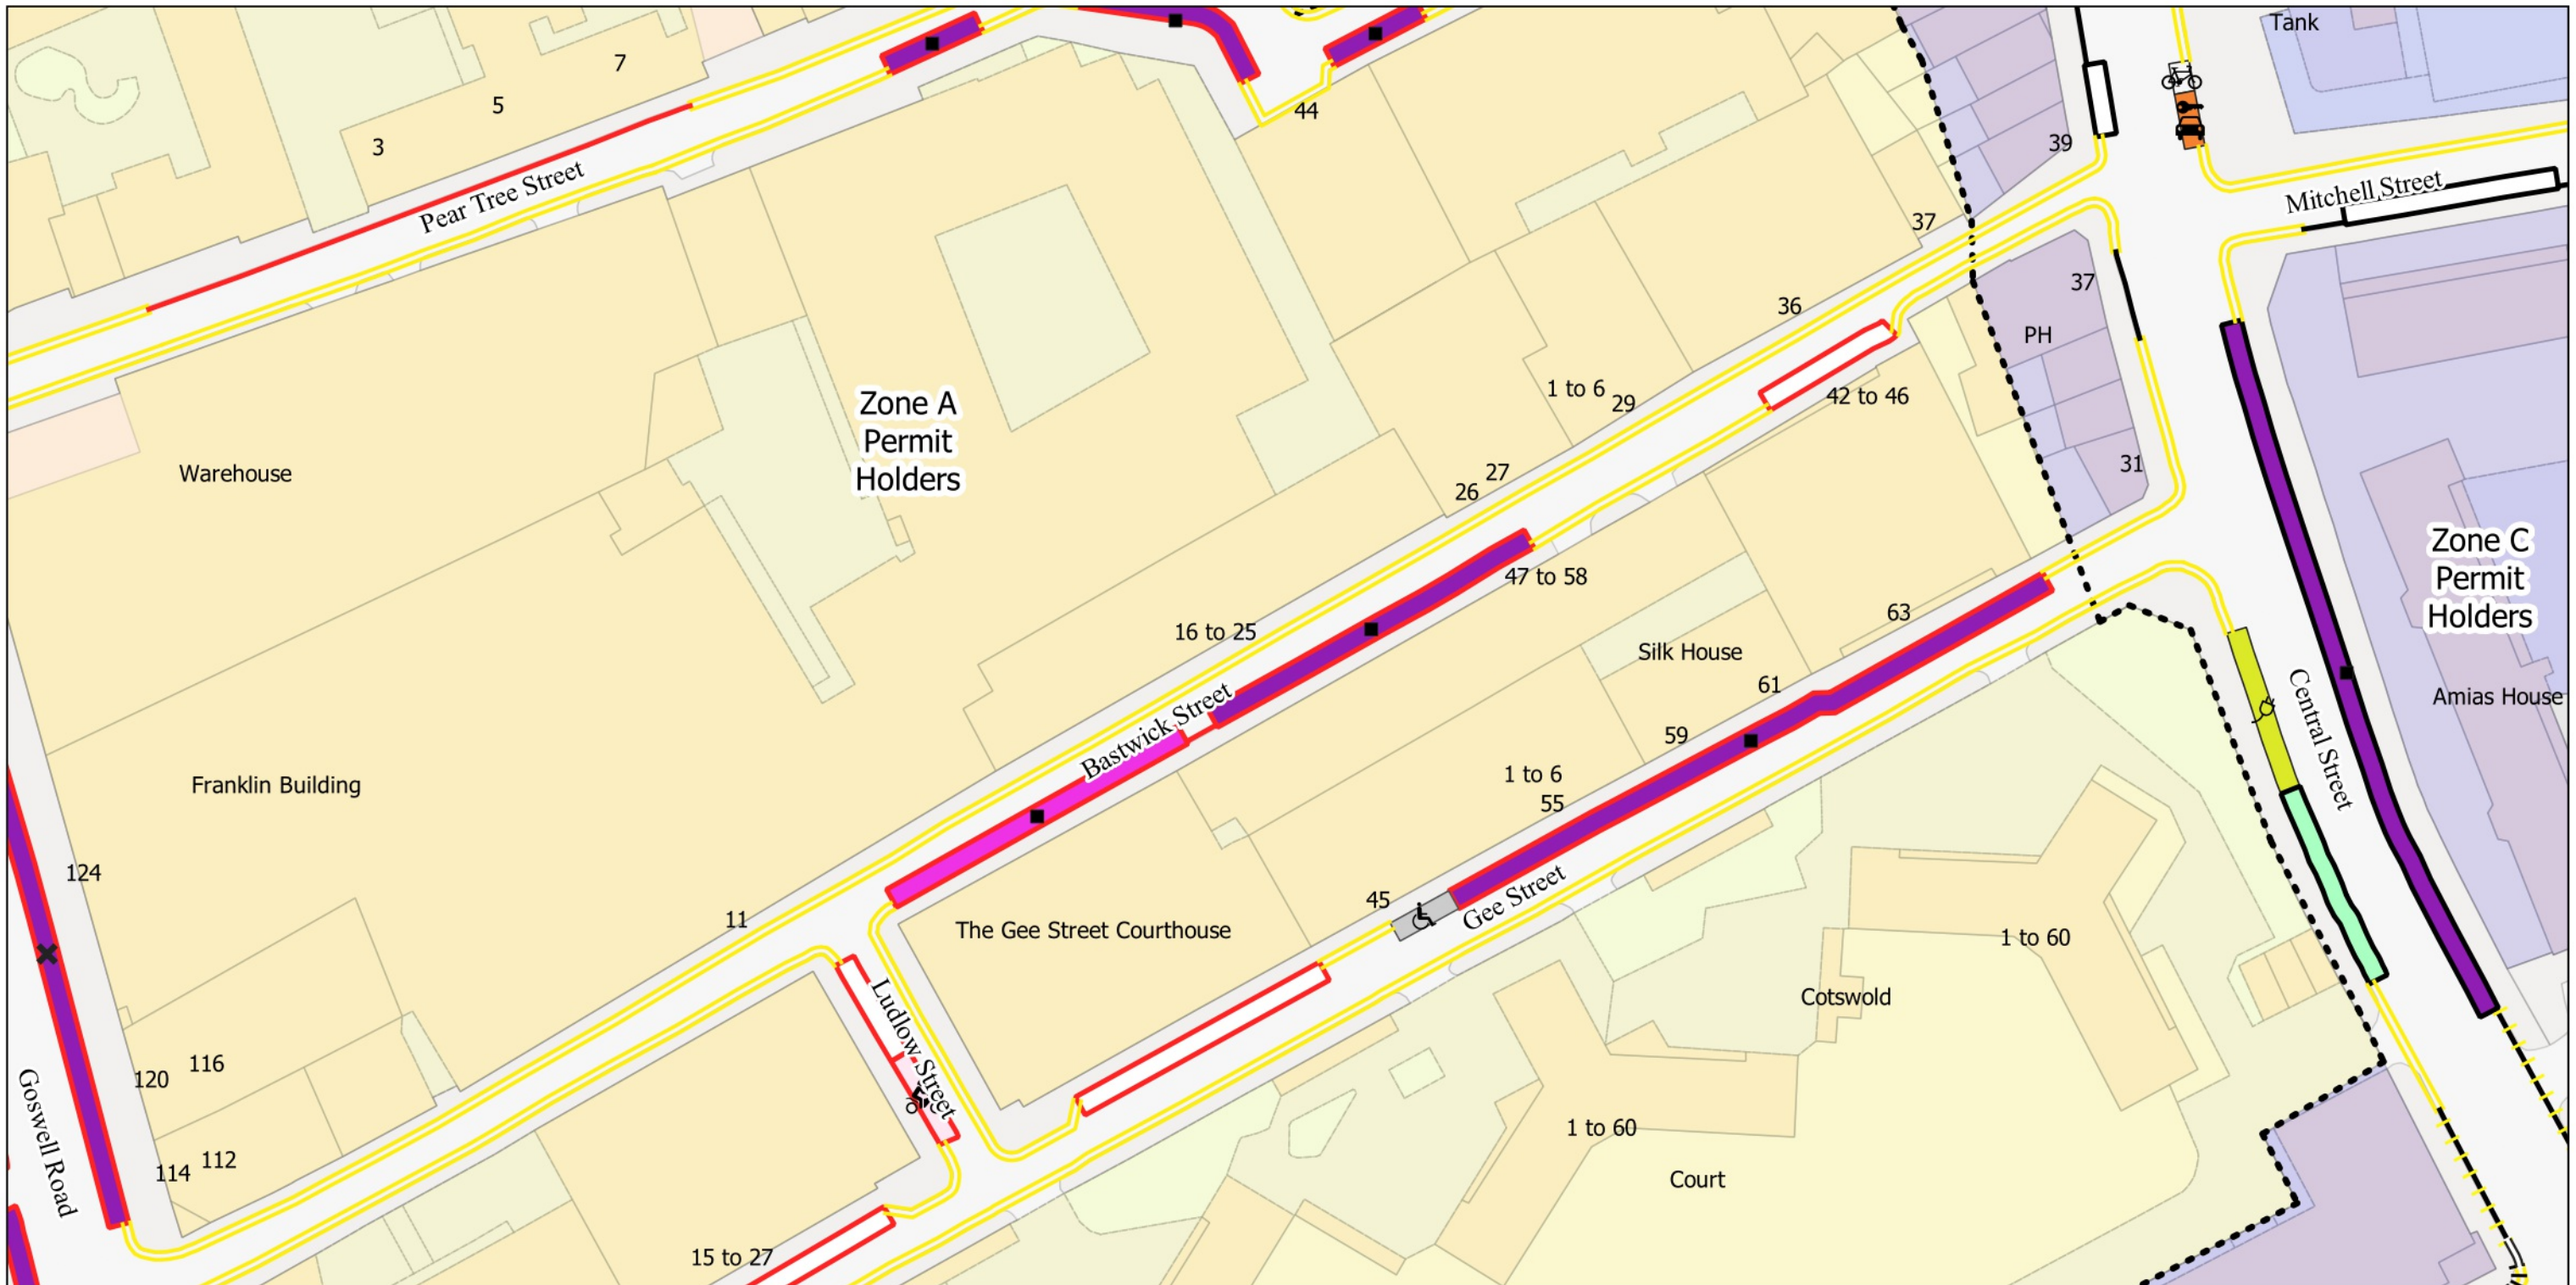 Tank
7
5
3
44
39
Pear Tree Street
Mitchell Street
37
37
36
PH
Zone A
Permit
Holders
1 to 6
29
42 to 46
31
27
26
Warehouse
Zone C
Permit
Holders
47 to 58
63
16 to 25
Silk House
61
Amias House
Bastwick Street
59
Central Street
1 to 6
55
Franklin Building
124
45
Gee Street
11
The Gee Street Courthouse
1 to 60
Cotswold
Ludlow Street
116
120
Goswell Road
1 to 60
112
114
Court
15 to 27